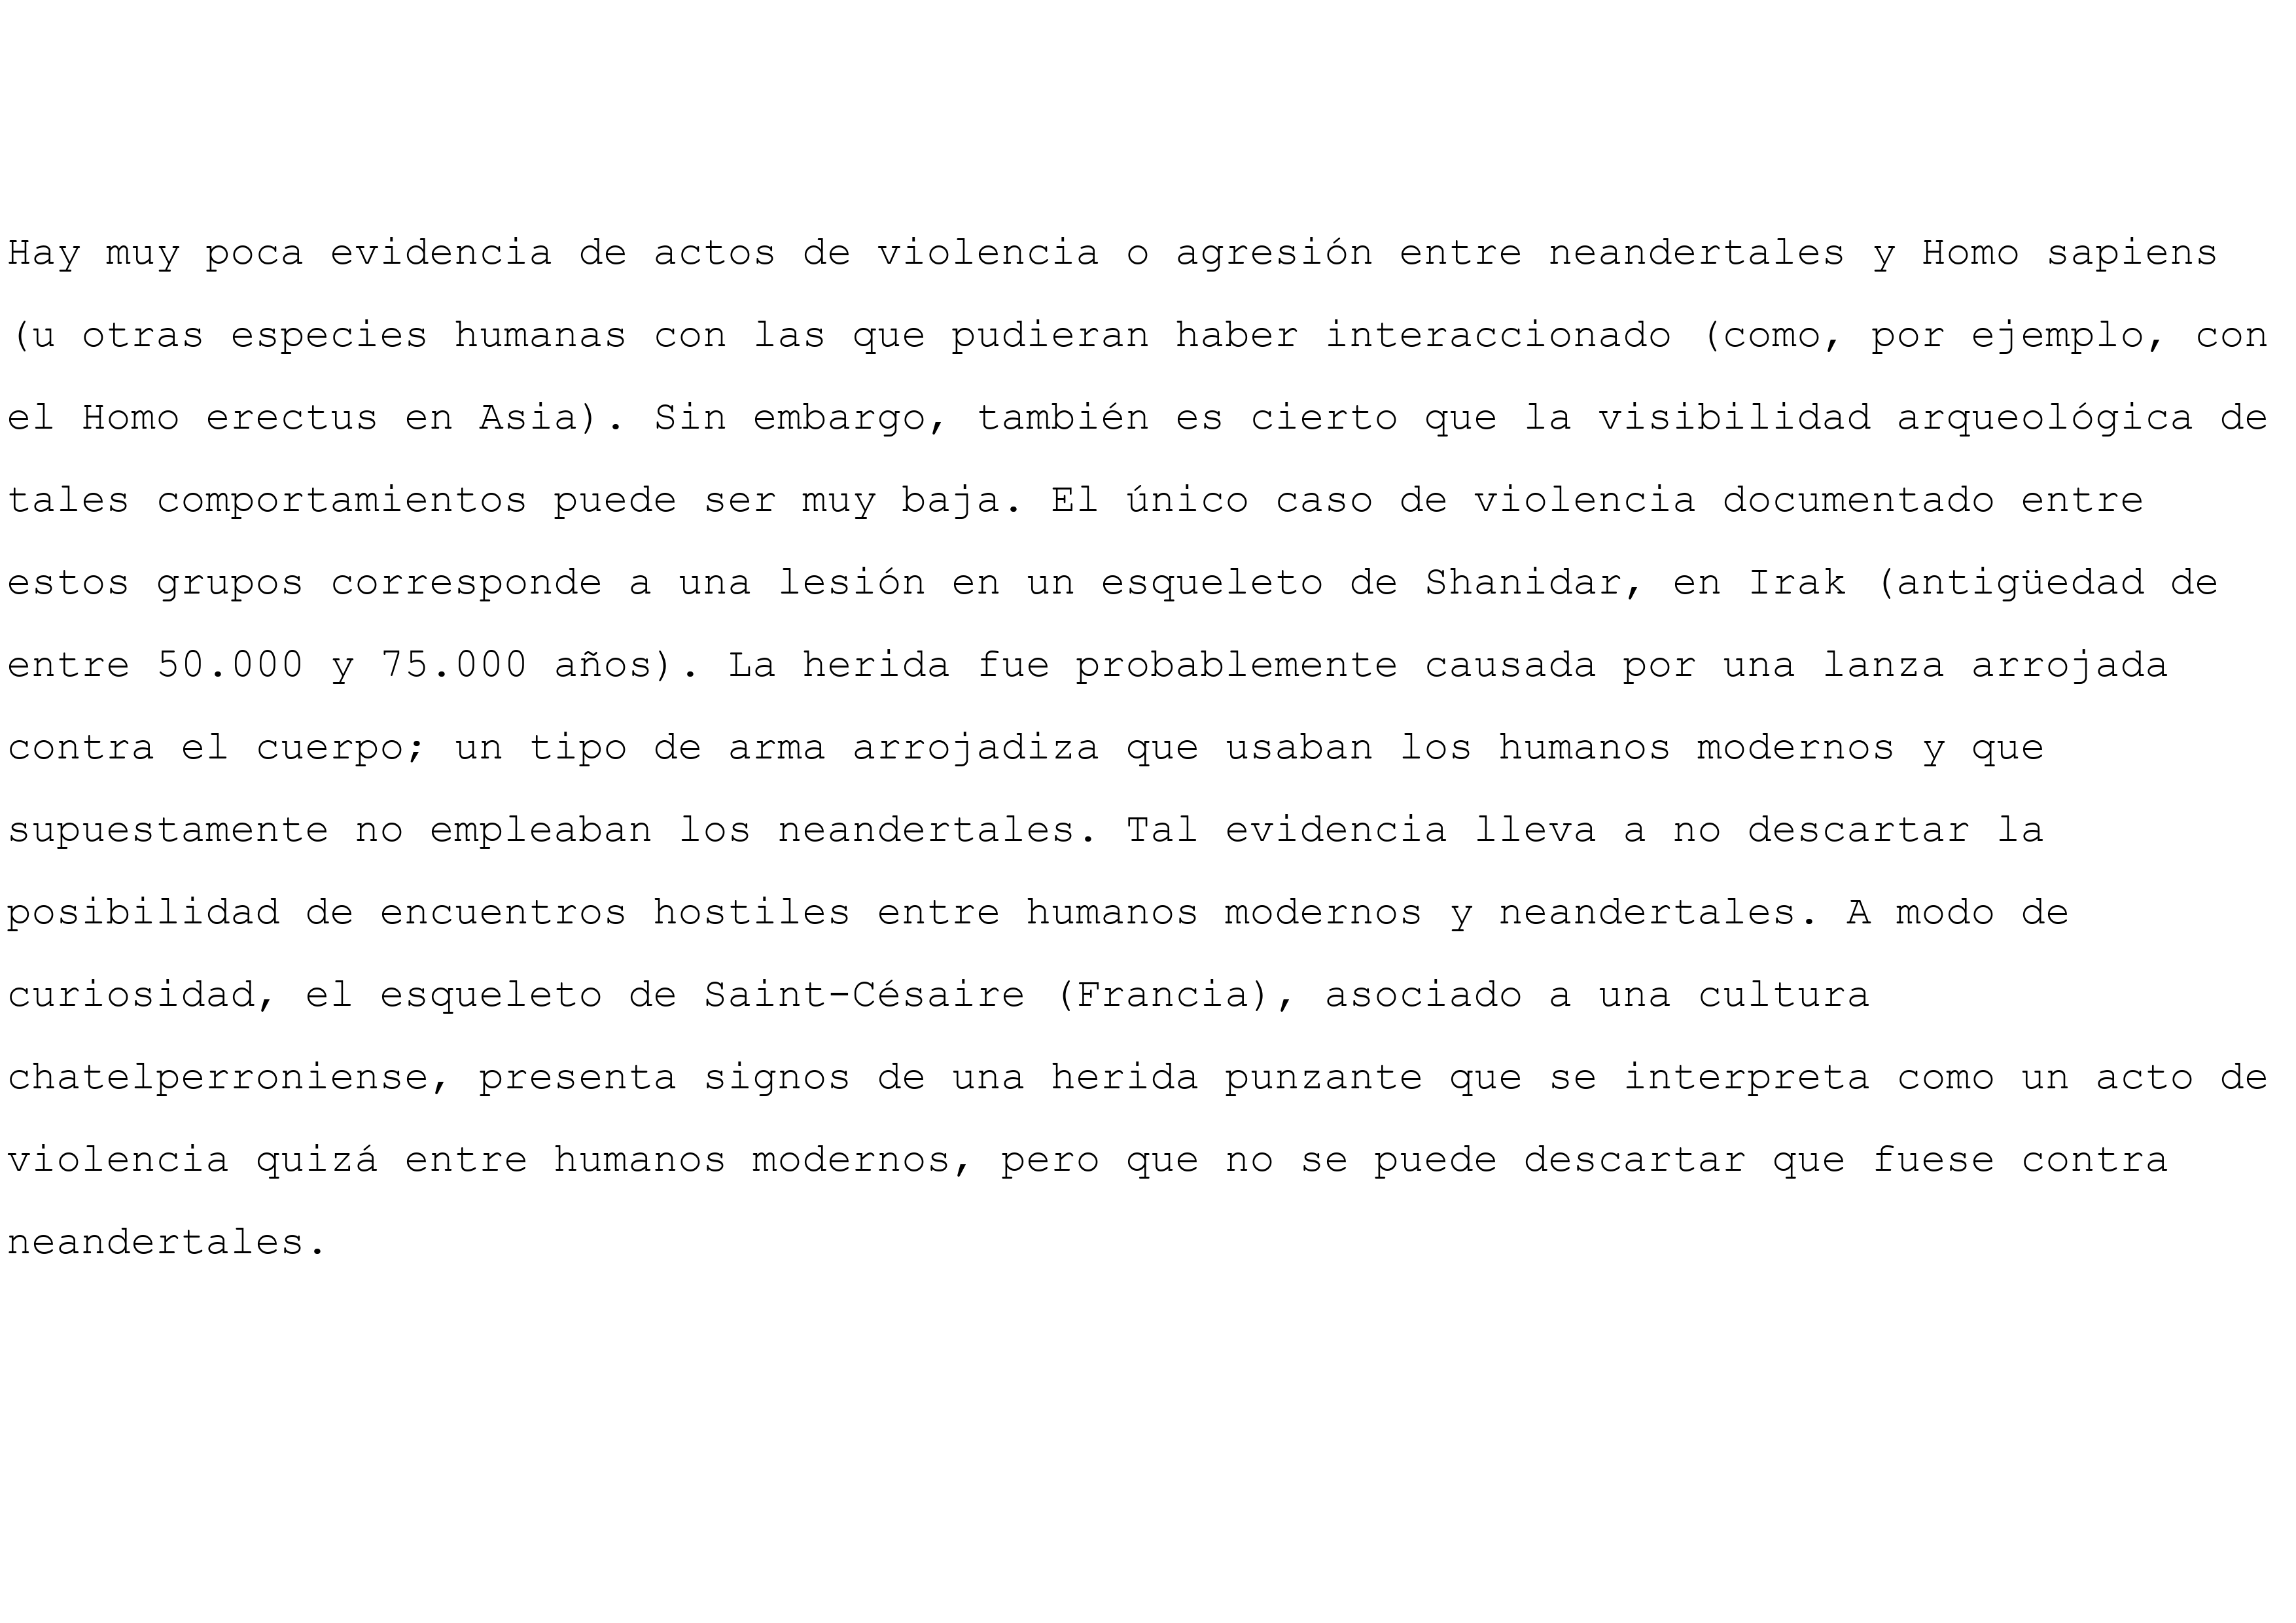 Hay muy poca evidencia de actos de violencia o agresión entre neandertales y Homo sapiens
(u otras especies humanas con las que pudieran haber interaccionado (como, por ejemplo, con
el Homo erectus en Asia). Sin embargo, también es cierto que la visibilidad arqueológica de
tales comportamientos puede ser muy baja. El único caso de violencia documentado entre
estos grupos corresponde a una lesión en un esqueleto de Shanidar, en Irak (antigüedad de
entre 50.000 y 75.000 años). La herida fue probablemente causada por una lanza arrojada
contra el cuerpo; un tipo de arma arrojadiza que usaban los humanos modernos y que
supuestamente no empleaban los neandertales. Tal evidencia lleva a no descartar la
posibilidad de encuentros hostiles entre humanos modernos y neandertales. A modo de
curiosidad, el esqueleto de Saint-Césaire (Francia), asociado a una cultura
chatelperroniense, presenta signos de una herida punzante que se interpreta como un acto de
violencia quizá entre humanos modernos, pero que no se puede descartar que fuese contra
neandertales.